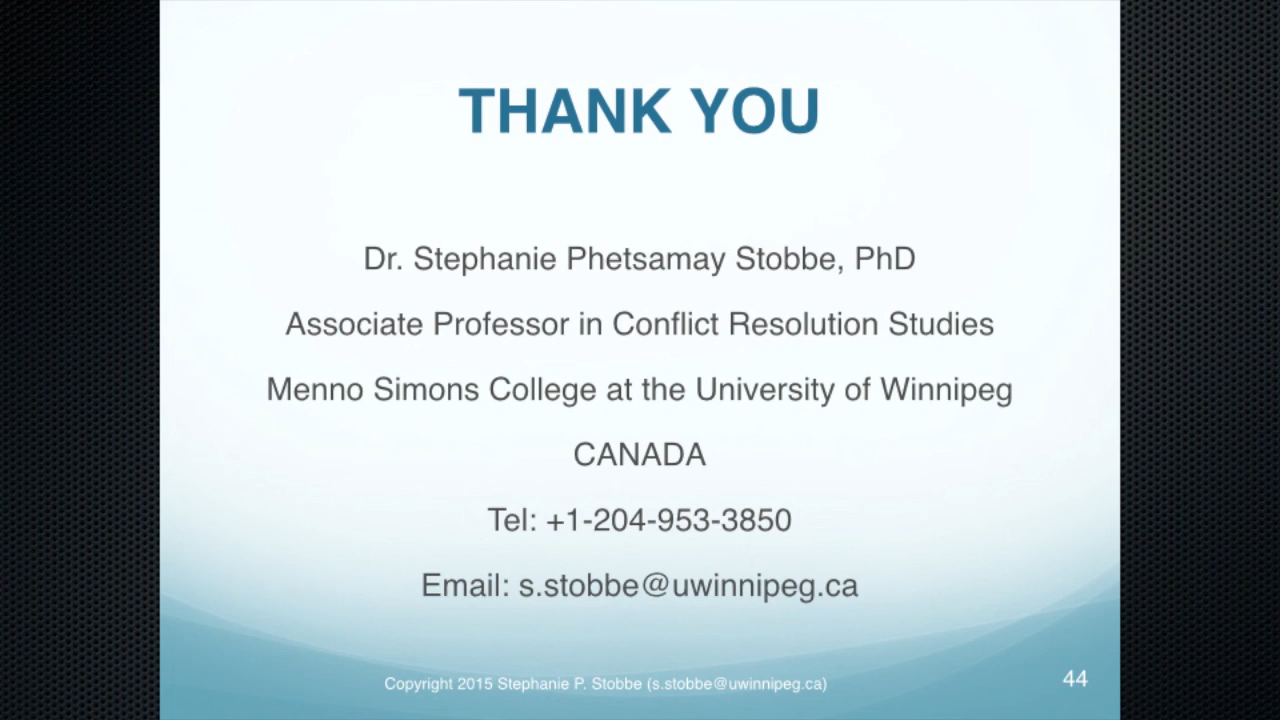 THANK YOU
Dr. Stephanie Phetsamay Stobbe, PhD
Associate Professor in Conflict Resolution Studies
Menno Simons College at the University of Winnipeg
CANADA
Tel: +1-204-953-3850
Email: s.stobbe@uwinnipeg.ca
Copyright 2015 Stephanie P. Stobbe (s.stobbe@uwinnipeg.ca)
44